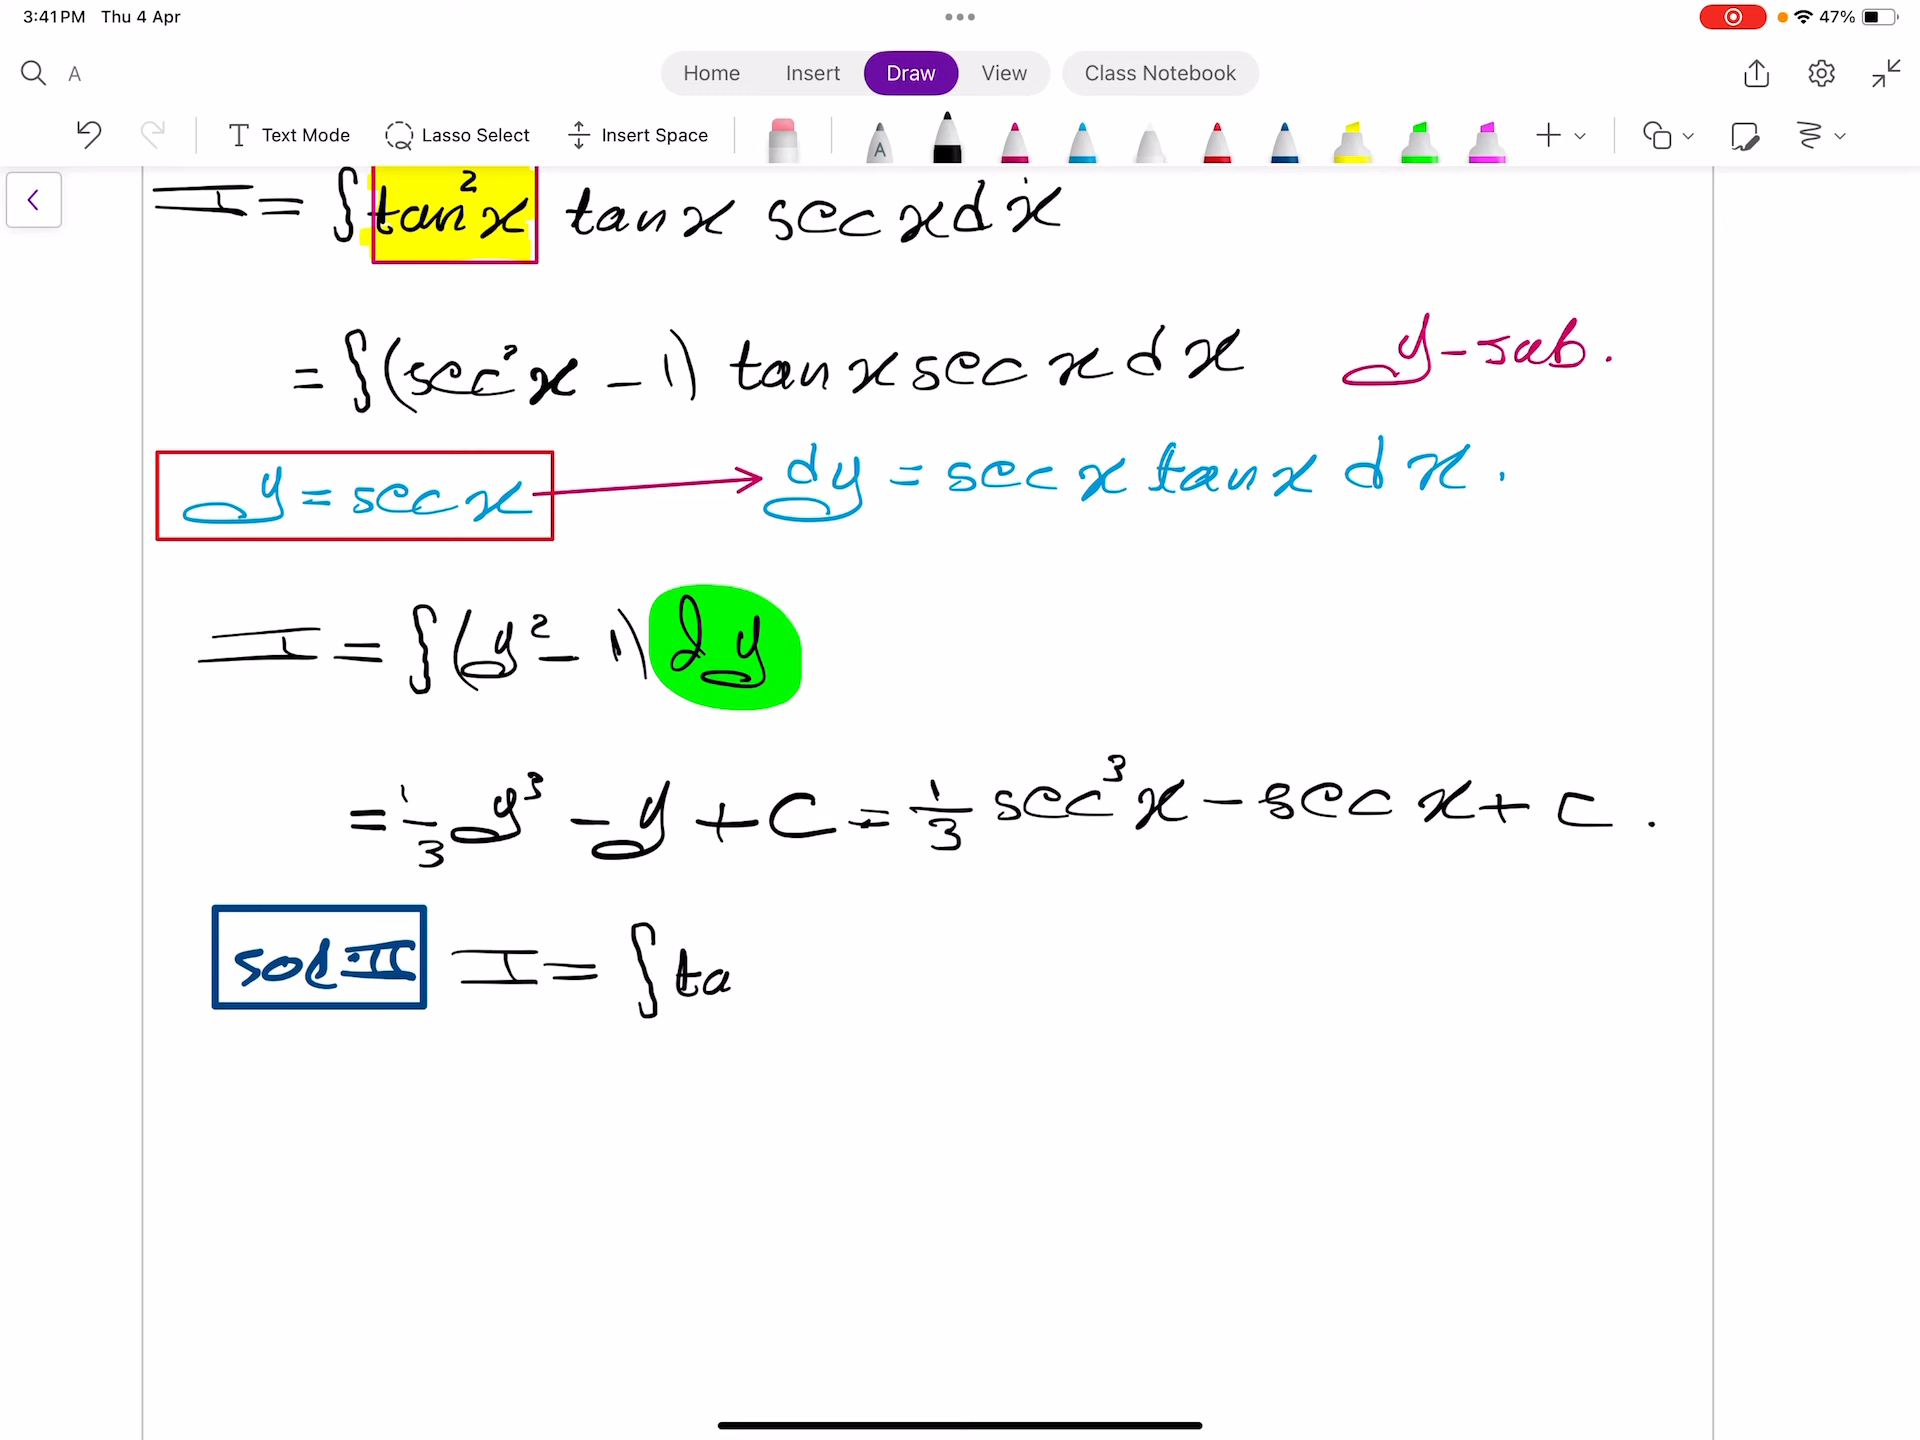 3:41 PM Thu 4 Apr
47%
A
Home Insert Draw View Class Notebook
Text Mode Lasso Select Insert Space
I = ∫ tan²x tan x sec x dx
= ∫(sec²x - 1) tan x sec x dx y-sub.
y = sec x → dy = sec x tan x dx.
I = ∫(y² - 1) dy
= 1/3 y³ - y + C = 1/3 sec³x - sec x + C.
sol II I = ∫ ta